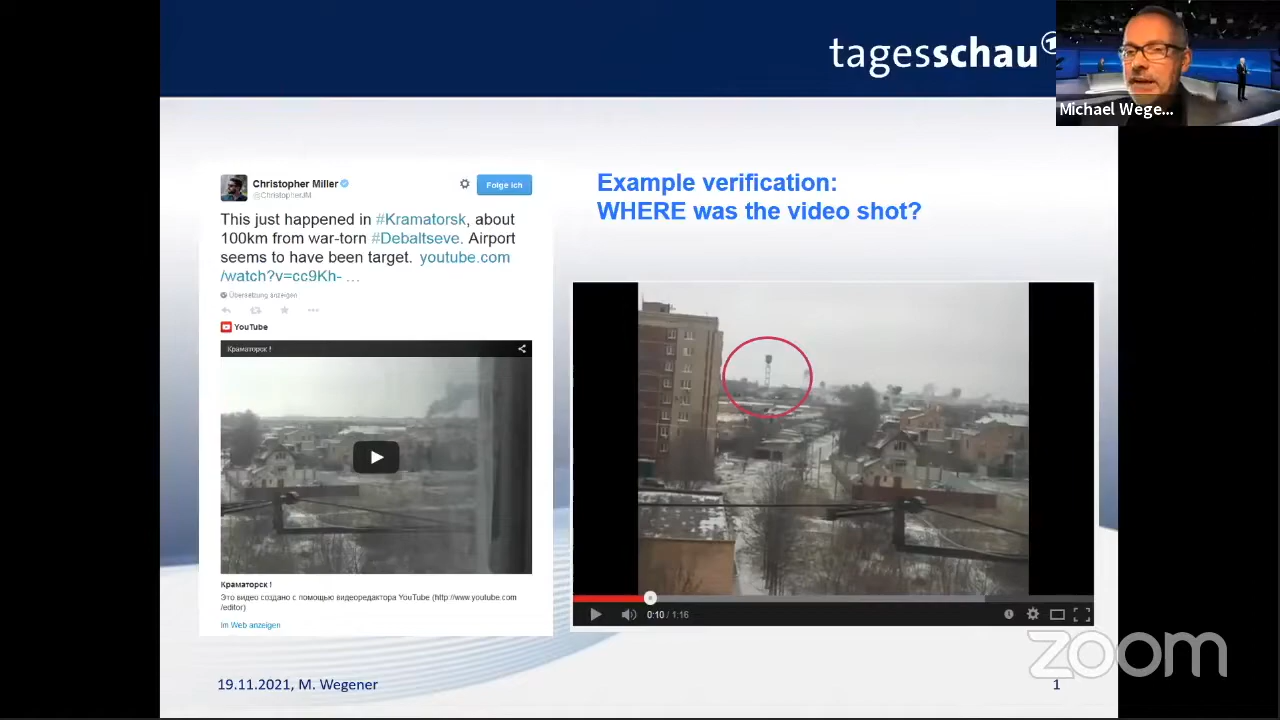 tagesschau
Michael Wege...
Christopher Miller
@ChristopherJM
Folge ich
This just happened in #Kramatorsk, about
100km from war-torn #Debaltseve. Airport
seems to have been target. youtube.com
/watch?v=cc9Kh- ...
Übersetzung anzeigen
YouTube
Краматорск !
Краматорск !
Это видео создано с помощью видеоредактора YouTube (http://www.youtube.com
/editor)
Im Web anzeigen
Example verification:
WHERE was the video shot?
0:10 / 1:16
zoom
19.11.2021, M. Wegener
1